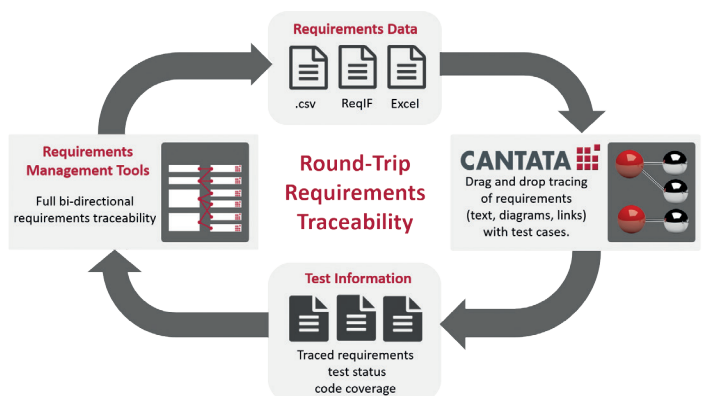 Requirements Data
.csv ReqIF Excel
Requirements
Management Tools
Full bi-directional
requirements traceability
Round-Trip
Requirements
Traceability
CANTATA
Drag and drop tracing
of requirements
(text, diagrams, links)
with test cases.
Test Information
Traced requirements
test status
code coverage